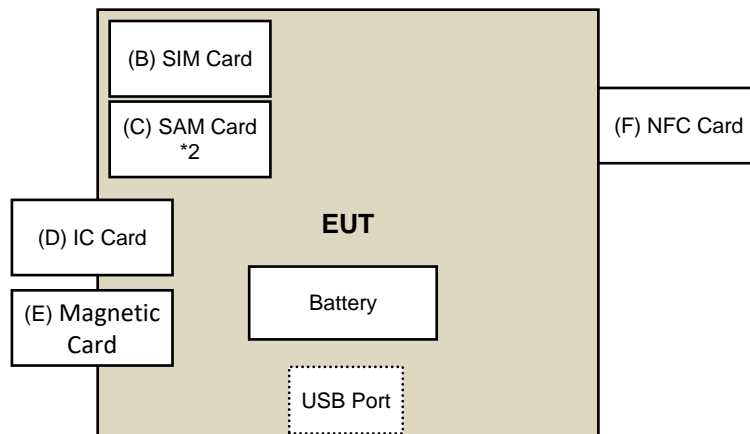 (B) SIM Card
(C) SAM Card
*2
(F) NFC Card
(D) IC Card
EUT
(E) Magnetic
Card
Battery
USB Port